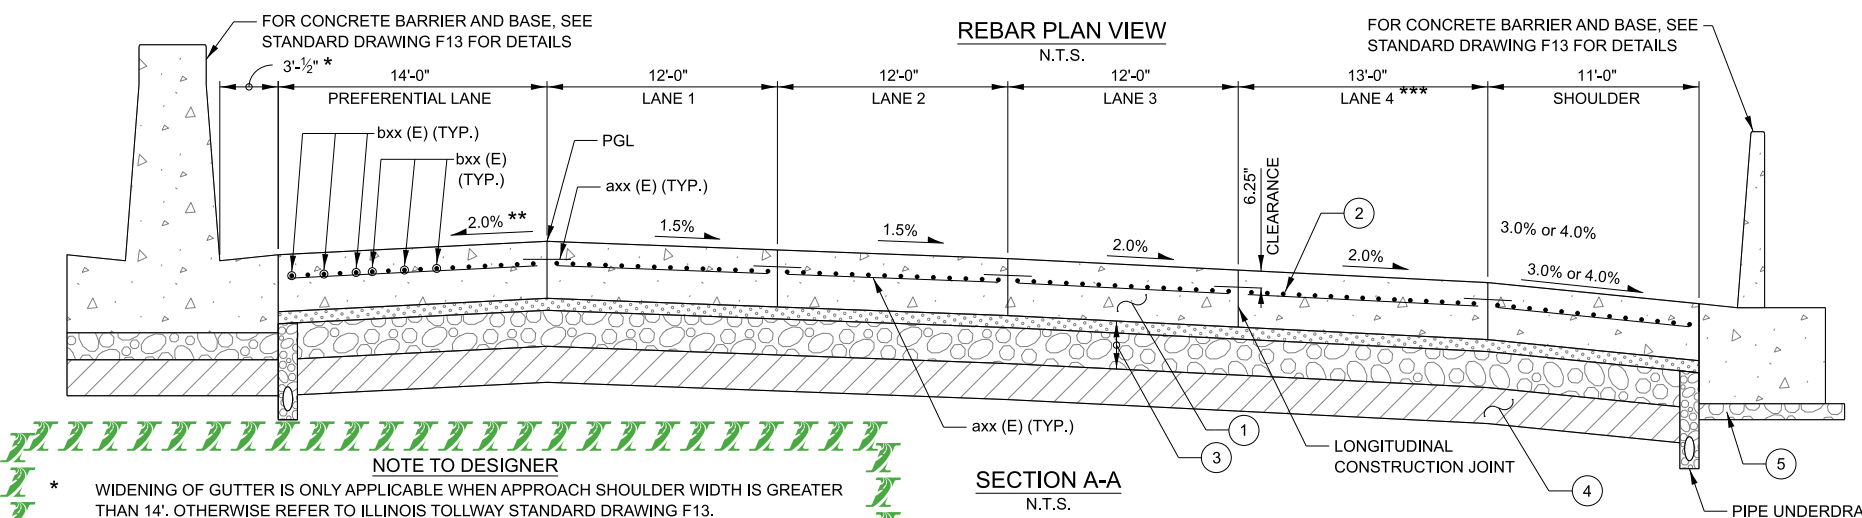 FOR CONCRETE BARRIER AND BASE, SEE
STANDARD DRAWING F13 FOR DETAILS
REBAR PLAN VIEW
N.T.S.
FOR CONCRETE BARRIER AND BASE, SEE
STANDARD DRAWING F13 FOR DETAILS
3'-½" *
14'-0"
12'-0"
12'-0"
12'-0"
13'-0"
11'-0"
PREFERENTIAL LANE
LANE 1
LANE 2
LANE 3
LANE 4 ***
SHOULDER
bxx (E) (TYP.)
bxx (E)
(TYP.)
PGL
axx (E) (TYP.)
6.25"
CLEARANCE
2
2.0% **
1.5%
1.5%
2.0%
2.0%
3.0% or 4.0%
3.0% or 4.0%
axx (E) (TYP.)
1
3
LONGITUDINAL
CONSTRUCTION JOINT
4
5
PIPE UNDERDRA
SECTION A-A
N.T.S.
NOTE TO DESIGNER
* WIDENING OF GUTTER IS ONLY APPLICABLE WHEN APPROACH SHOULDER WIDTH IS GREATER
THAN 14'. OTHERWISE REFER TO ILLINOIS TOLLWAY STANDARD DRAWING F13.